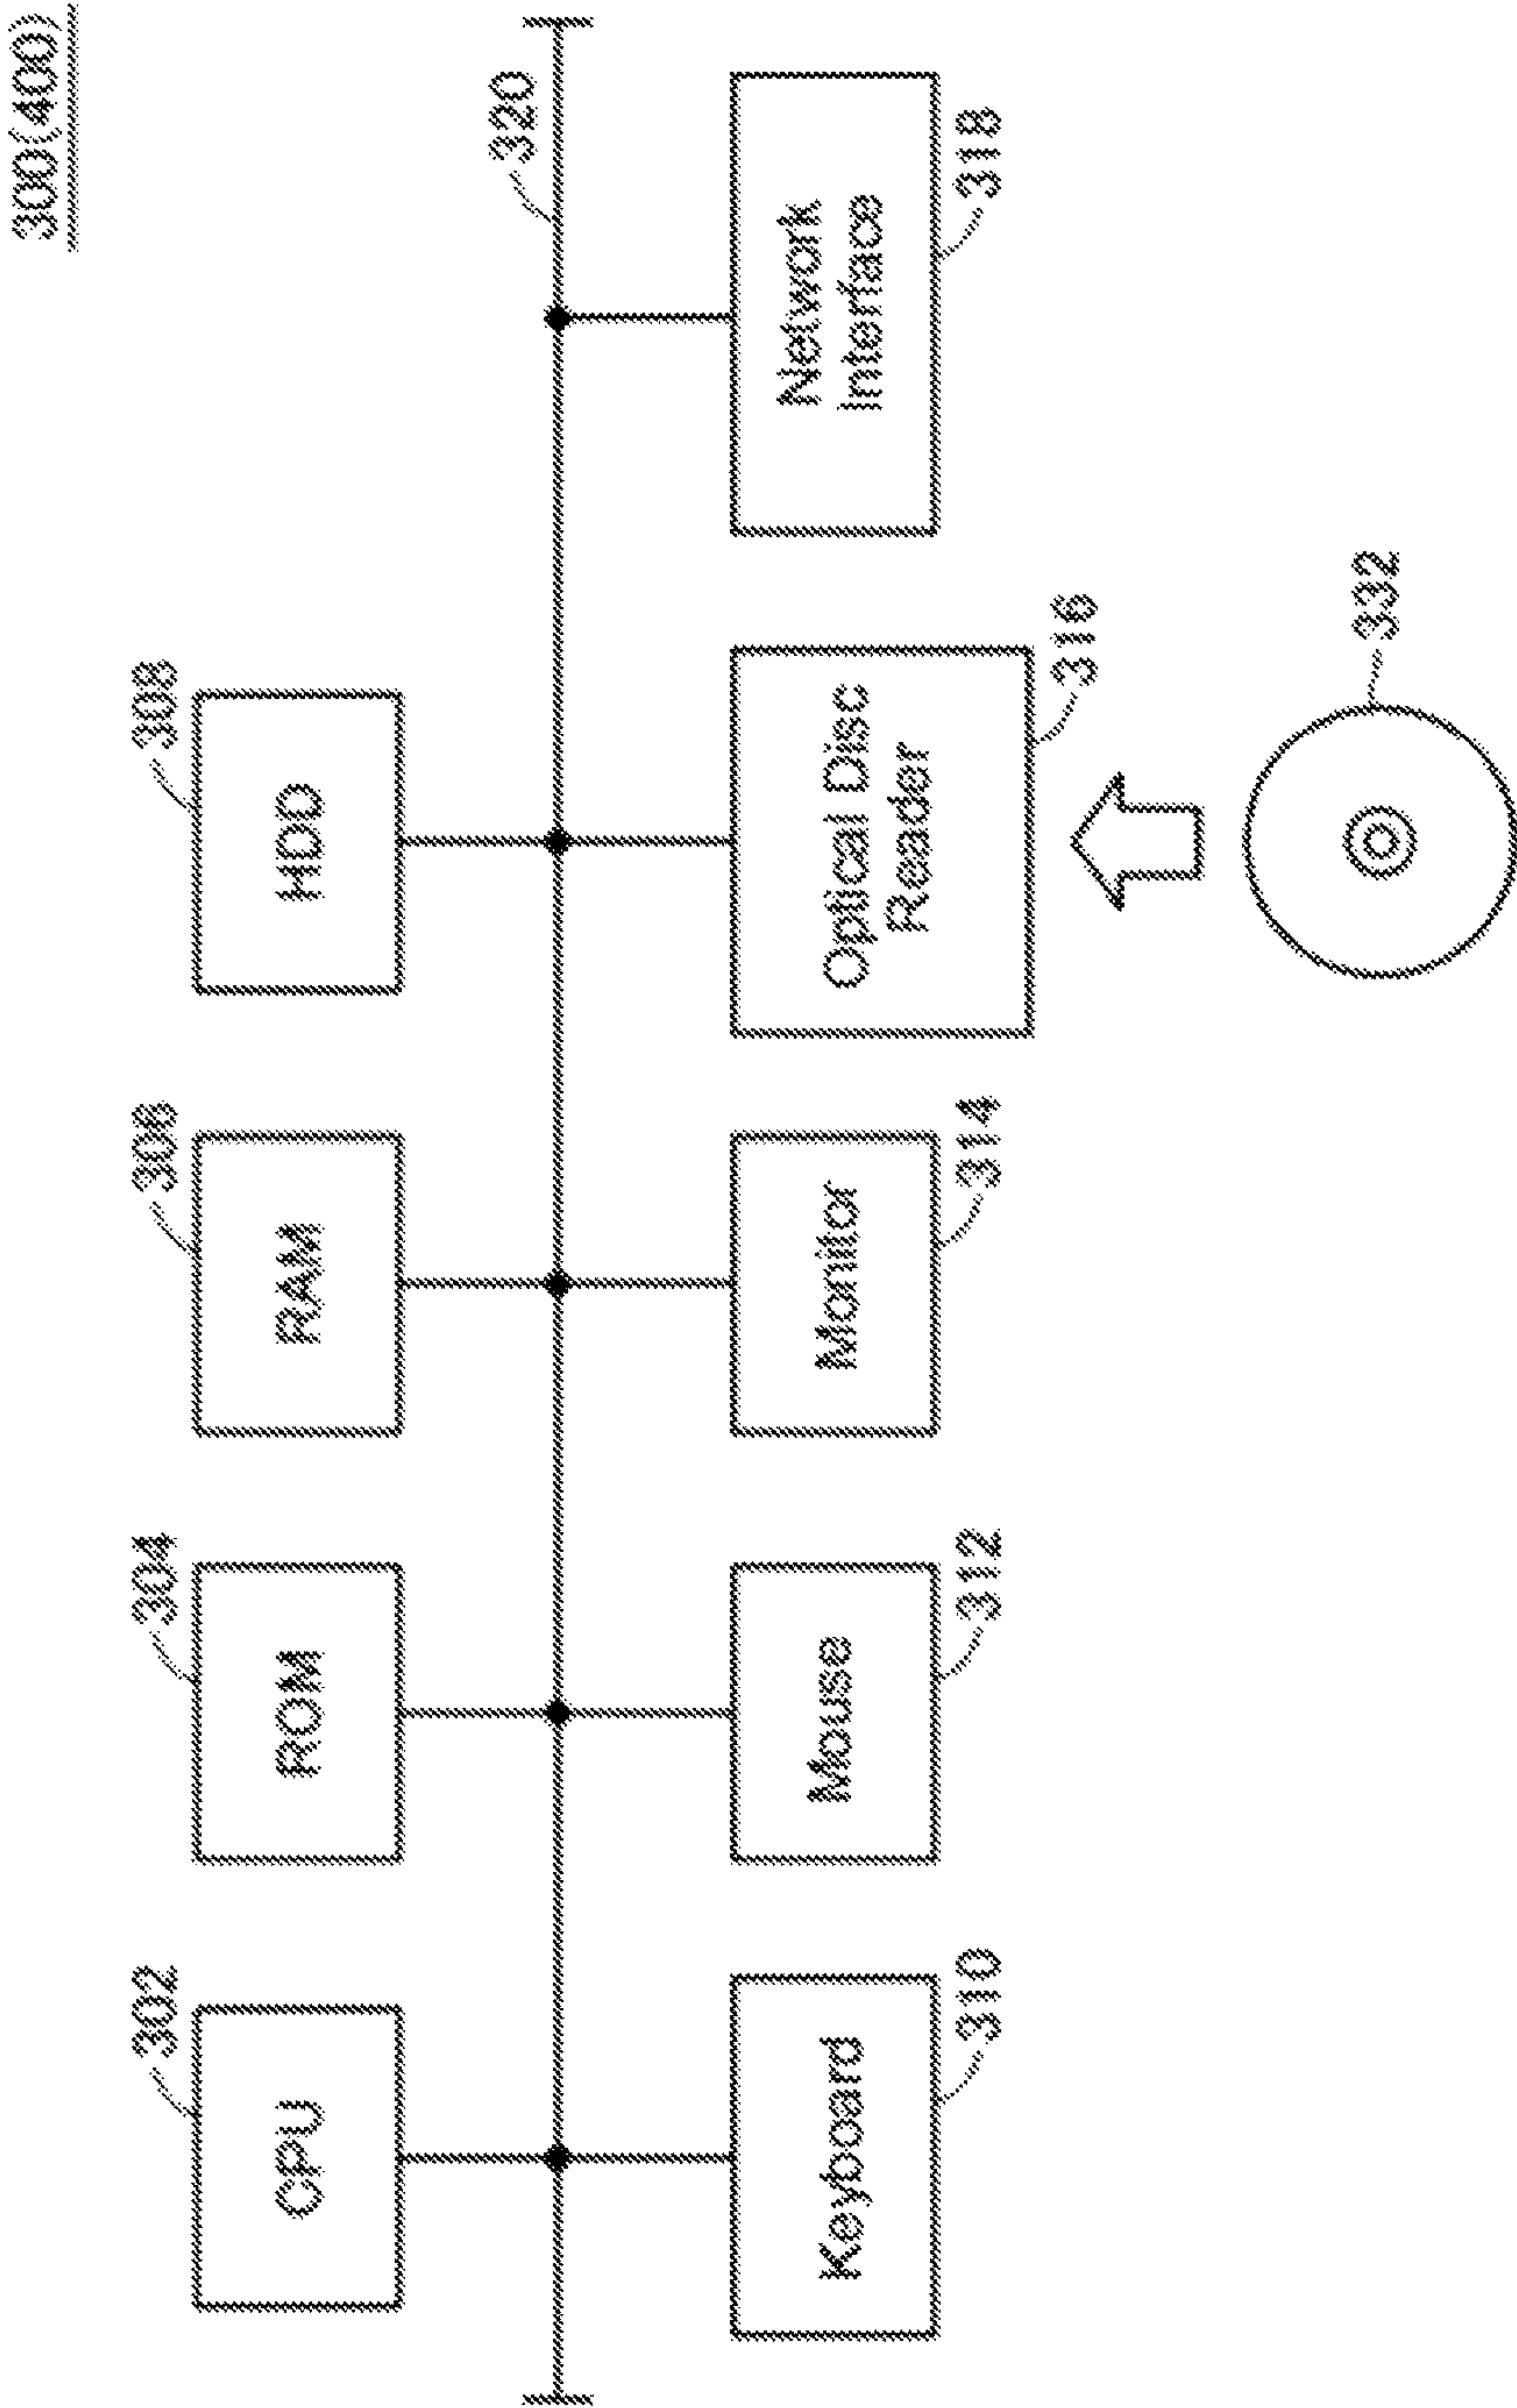 300(400)
302
304
306
308
CPU
ROM
RAM
HDD
320
Keyboard
Mouse
Monitor
Optical Disc
Reader
Network
Interface
310
312
314
316
318
332